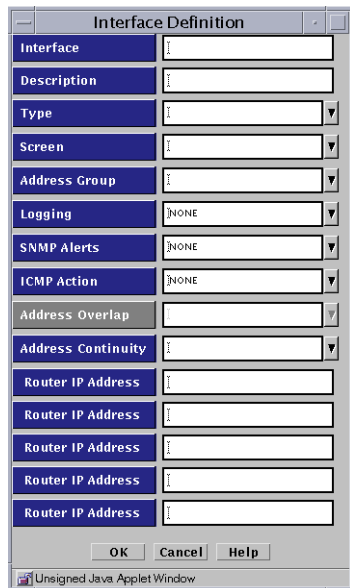 Interface Definition
Interface
Description
Type
Screen
Address Group
Logging NONE
SNMP Alerts NONE
ICMP Action NONE
Address Overlap
Address Continuity
Router IP Address
Router IP Address
Router IP Address
Router IP Address
Router IP Address
OK Cancel Help
Unsigned Java Applet Window